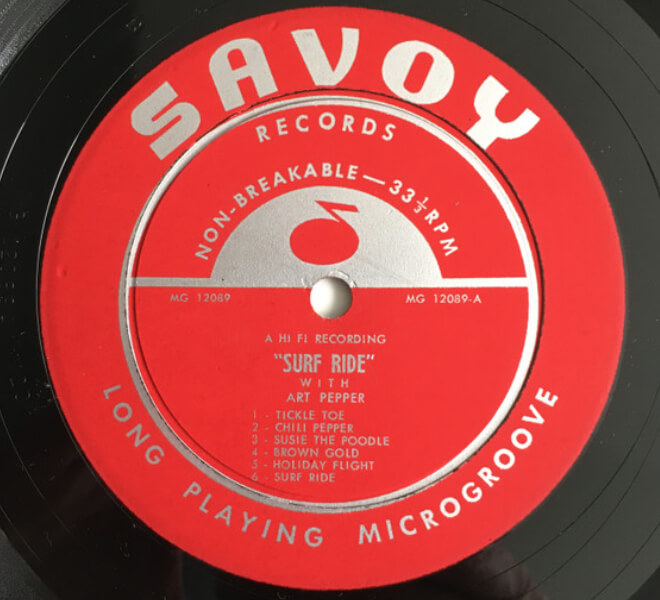 SAVOY
RECORDS
NON-BREAKABLE—33⅓RPM
MG 12089
MG 12089-A
A HI FI RECORDING
"SURF RIDE"
WITH
ART PEPPER
1 - TICKLE TOE
2 - CHILI PEPPER
3 - SUSIE THE POODLE
4 - BROWN GOLD
5 - HOLIDAY FLIGHT
6 - SURF RIDE
LONG PLAYING MICROGROOVE